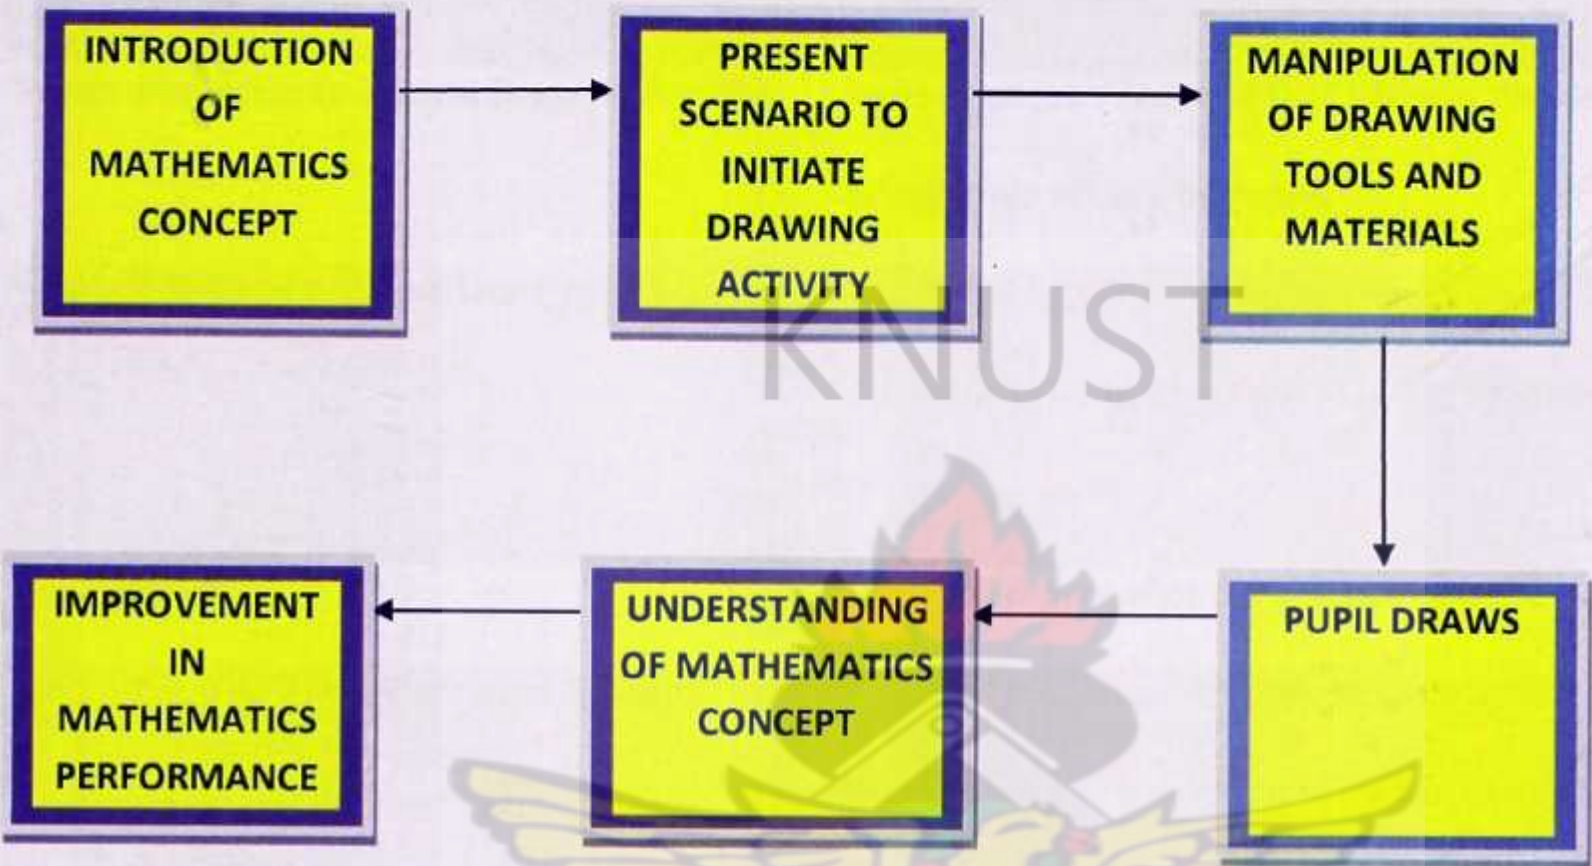 INTRODUCTION
OF
MATHEMATICS
CONCEPT
PRESENT
SCENARIO TO
INITIATE
DRAWING
ACTIVITY
MANIPULATION
OF DRAWING
TOOLS AND
MATERIALS
KNUST
PUPIL DRAWS
UNDERSTANDING
OF MATHEMATICS
CONCEPT
IMPROVEMENT
IN
MATHEMATICS
PERFORMANCE